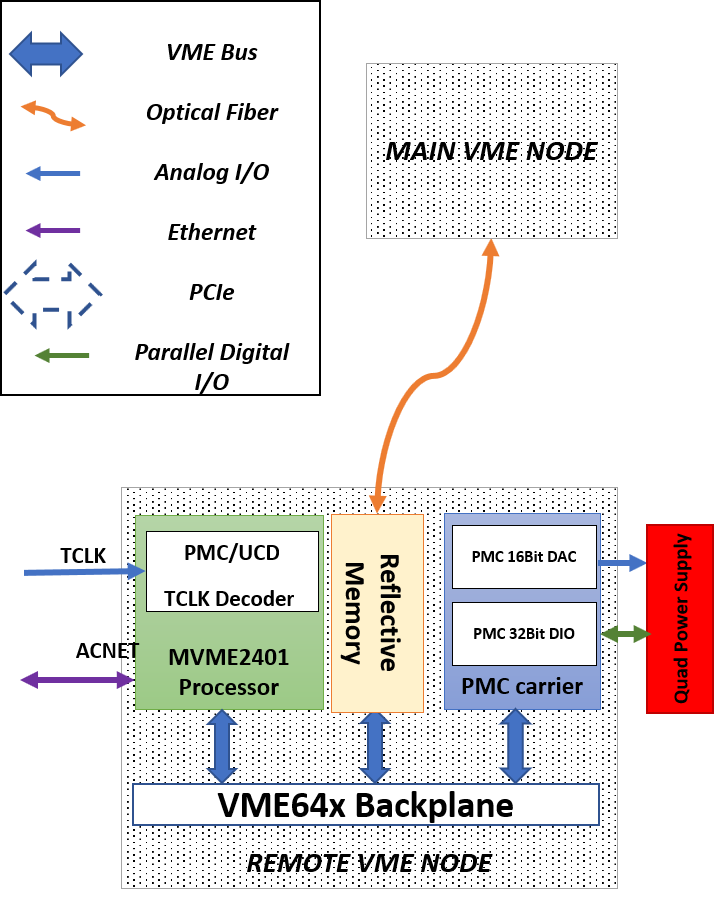 VME Bus
Optical Fiber
Analog I/O
Ethernet
PCIe
Parallel Digital
I/O
MAIN VME NODE
TCLK
ACNET
PMC/UCD
TCLK Decoder
MVME2401
Processor
Reflective
Memory
PMC 16Bit DAC
PMC 32Bit DIO
PMC carrier
Quad Power Supply
VME64x Backplane
REMOTE VME NODE